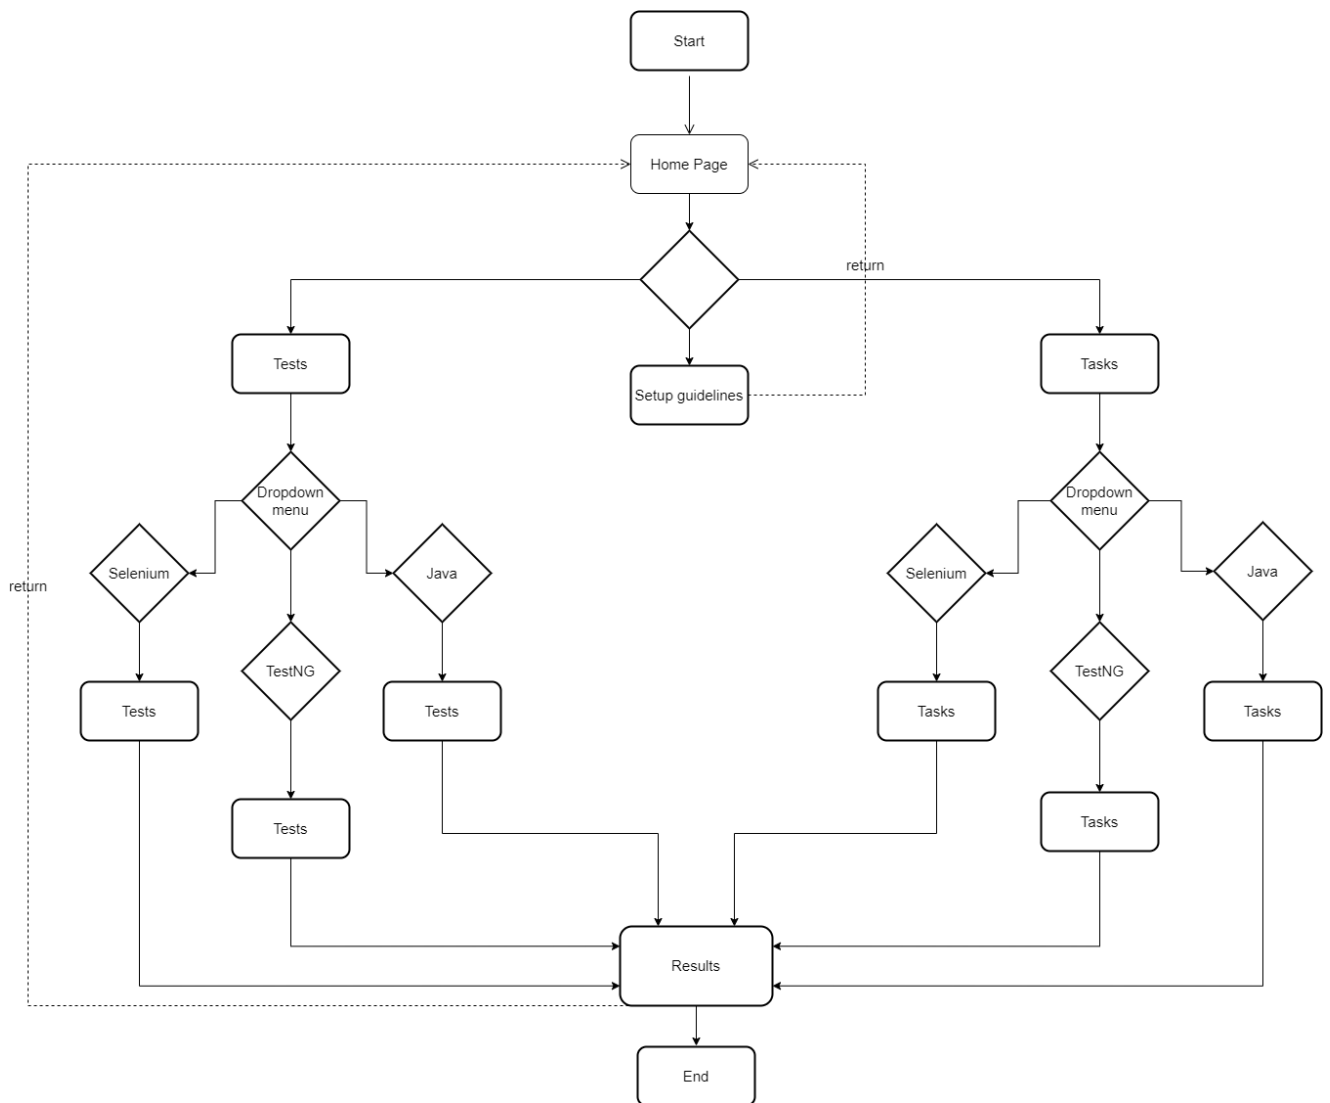 Start
Home Page
return
Tests
Setup guidelines
Tasks
Dropdown
menu
Dropdown
menu
Selenium
Java
Selenium
Java
return
TestNG
TestNG
Tests
Tests
Tasks
Tasks
Tests
Tasks
Results
End